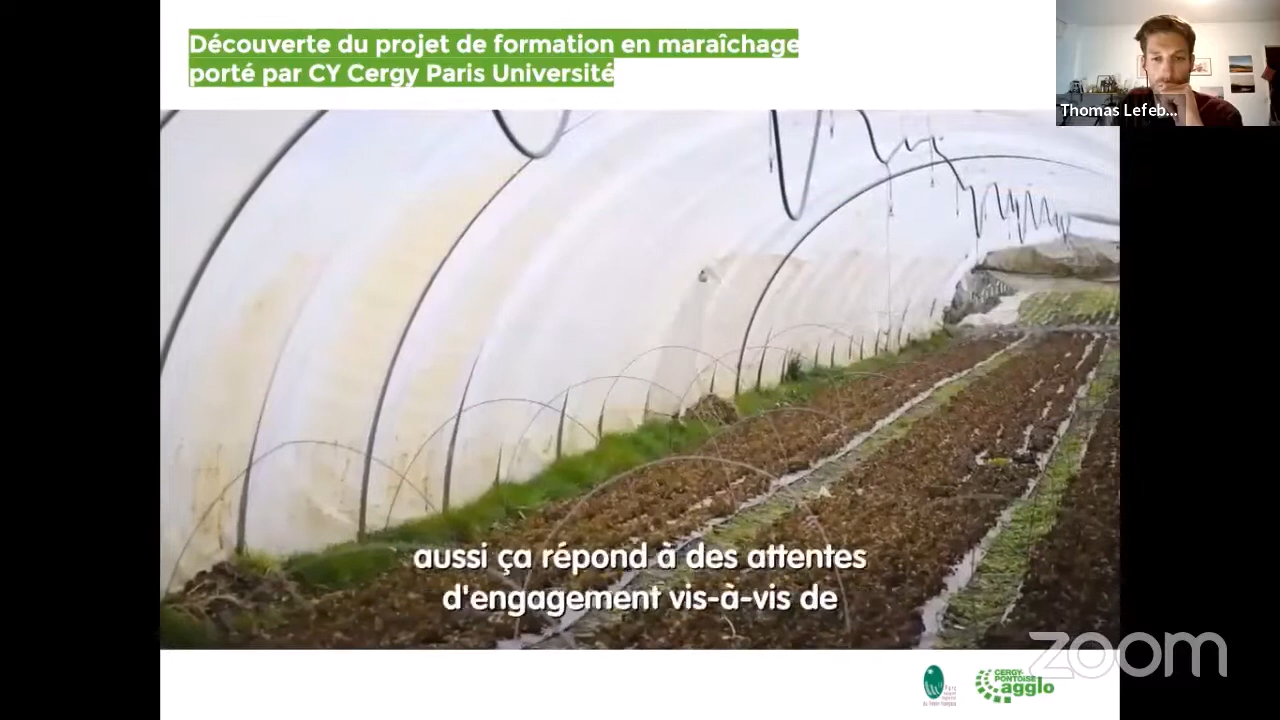 Découverte du projet de formation en maraîchage
porté par CY Cergy Paris Université
Thomas Lefeb...
aussi ça répond à des attentes
d'engagement vis-à-vis de
zoom
Parc
CERGY-
PONTOISE
agglo